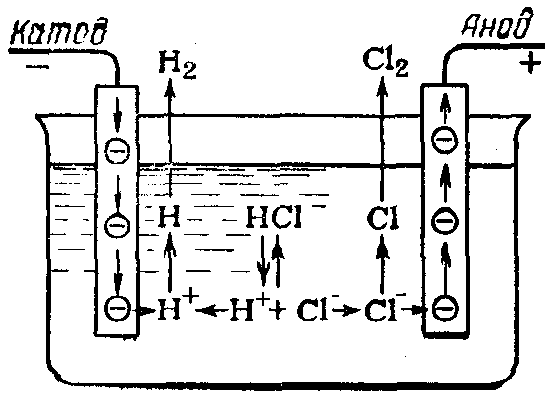 Катод Анод
− +
H₂ Cl₂
− −
− H HCl Cl −
− H⁺ H⁺ + Cl⁻ Cl⁻ −